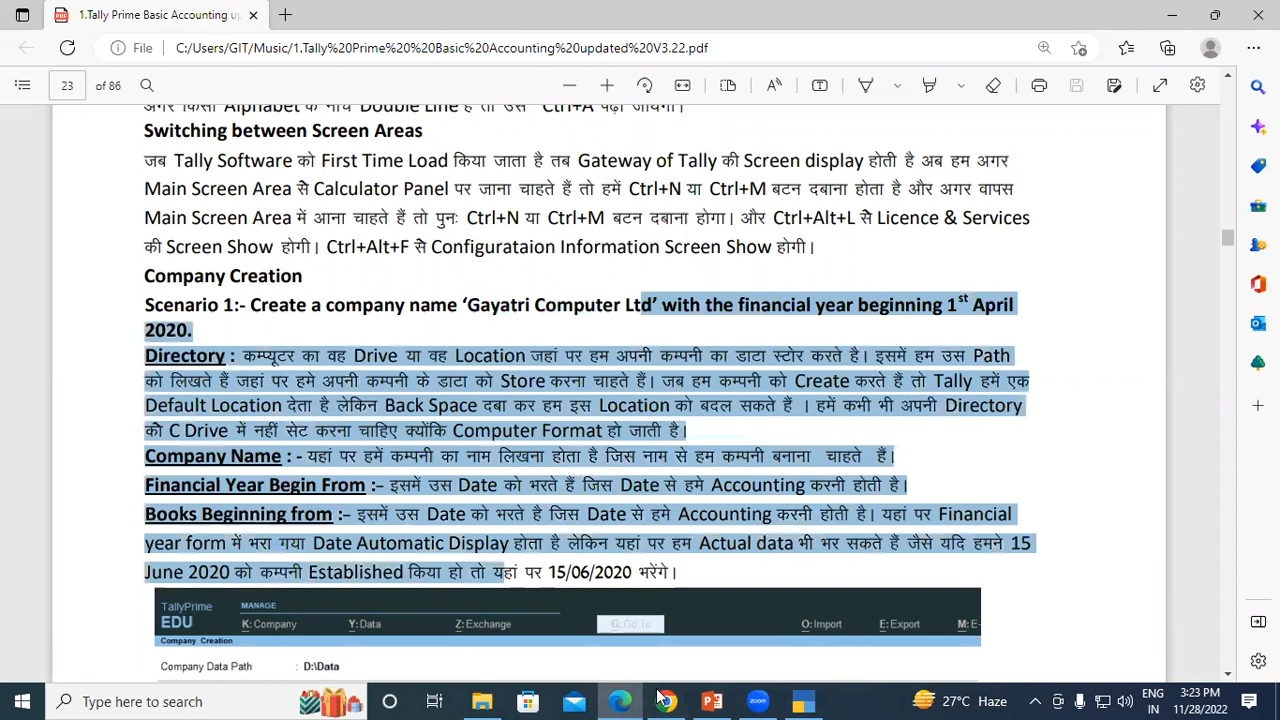 1.Tally Prime Basic Accounting up
File
C:/Users/GIT/Music/1.Tally%20Prime%20%20Basic%20Accounting%20updated%20V3.22.pdf
23 of 86
अगर किसी Alphabet के नीचे Double Line है तो उसे Ctrl+A पढ़ा जायेगा।
Switching between Screen Areas
जब Tally Software को First Time Load किया जाता है तब Gateway of Tally की Screen display होती है अब हम अगर
Main Screen Area सेे Calculator Panel पर जाना चाहते हैं तो हमें Ctrl+N या Ctrl+M बटन दबाना होता है और अगर वापस
Main Screen Area में आना चाहते हैं तो पुनः Ctrl+N या Ctrl+M बटन दबाना होगा। और Ctrl+Alt+L सेे Licence & Services
की Screen Show होगी। Ctrl+Alt+F सेे Configurataion Information Screen Show होगी।
Company Creation
Scenario 1:- Create a company name ‘Gayatri Computer Ltd’ with the financial year beginning 1st April
2020.
Directory : कम्प्यूटर का वह Drive या वह Location जहां पर हम अपनी कम्पनी का डाटा स्टोर करते है। इसमें हम उस Path
को लिखते हैं जहां पर हमे अपनी कम्पनी के डाटा को Store करना चाहते हैं। जब हम कम्पनी को Create करते हैं तो Tally हमें एक
Default Location देता है लेकिन Back Space दबा कर हम इस Location को बदल सकते हैं । हमें कभी भी अपनी Directory
कोे C Drive में नहीं सेट करना चाहिए क्योंकि Computer Format हो जाती है।
Company Name : - यहां पर हमें कम्पनी का नाम लिखना होता है जिस नाम से हम कम्पनी बनाना चाहते हैं।
Financial Year Begin From :– इसमें उस Date को भरते हैं जिस Date से हमे Accounting करनी होती है।
Books Beginning from :– इसमें उस Date को भरते है जिस Date से हमे Accounting करनी होती है। यहां पर Financial
year form में भरा गया Date Automatic Display होता है लेकिन यहां पर हम Actual data भी भर सकते हैं जैसे यदि हमने 15
June 2020 को कम्पनी Established किया हो तो यहां पर 15/06/2020 भरेंगे।
TallyPrime MANAGE
EDU K: Company Y: Data Z: Exchange G: Go To O: Import E: Export M: E-
Company Creation
Company Data Path : D:\Data
Type here to search
27°C Haze
ENG
IN
3:23 PM
11/28/2022